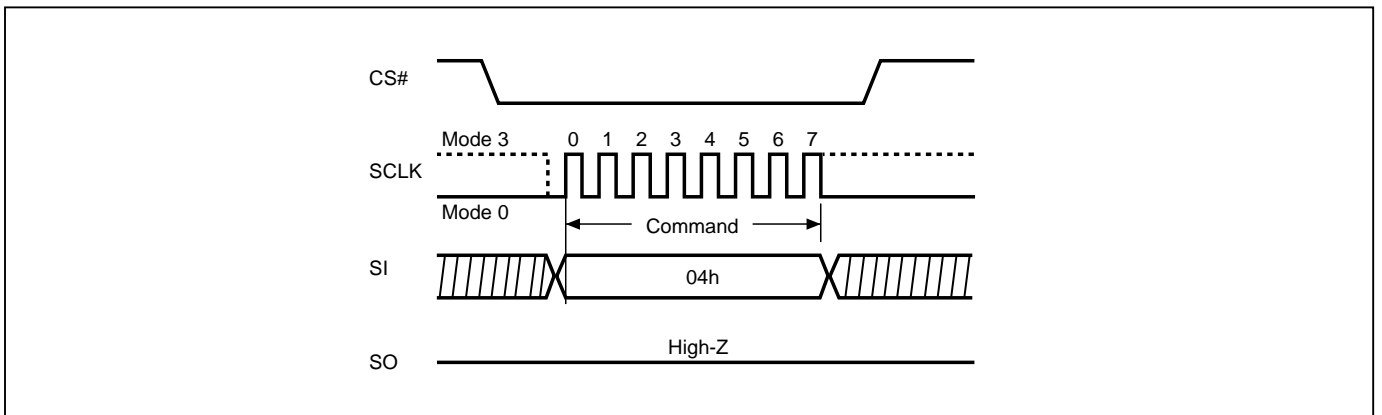 CS#
Mode 3
0 1 2 3 4 5 6 7
SCLK
Mode 0
Command
SI
04h
High-Z
SO